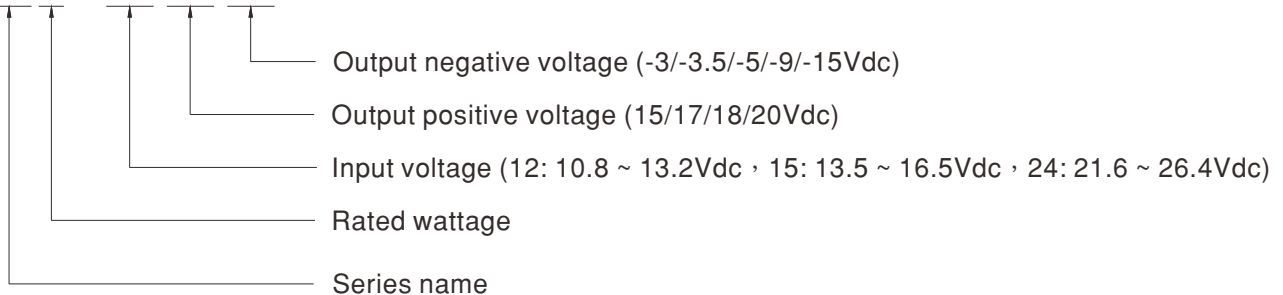 Output negative voltage (-3/-3.5/-5/-9/-15Vdc)
Output positive voltage (15/17/18/20Vdc)
Input voltage (12: 10.8 ~ 13.2Vdc，15: 13.5 ~ 16.5Vdc，24: 21.6 ~ 26.4Vdc)
Rated wattage
Series name